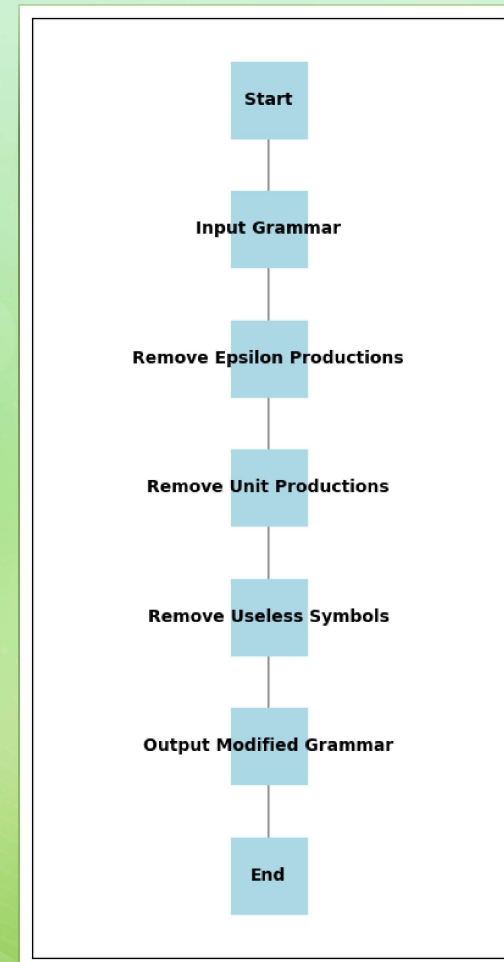 Start
Input Grammar
Remove Epsilon Productions
Remove Unit Productions
Remove Useless Symbols
Output Modified Grammar
End